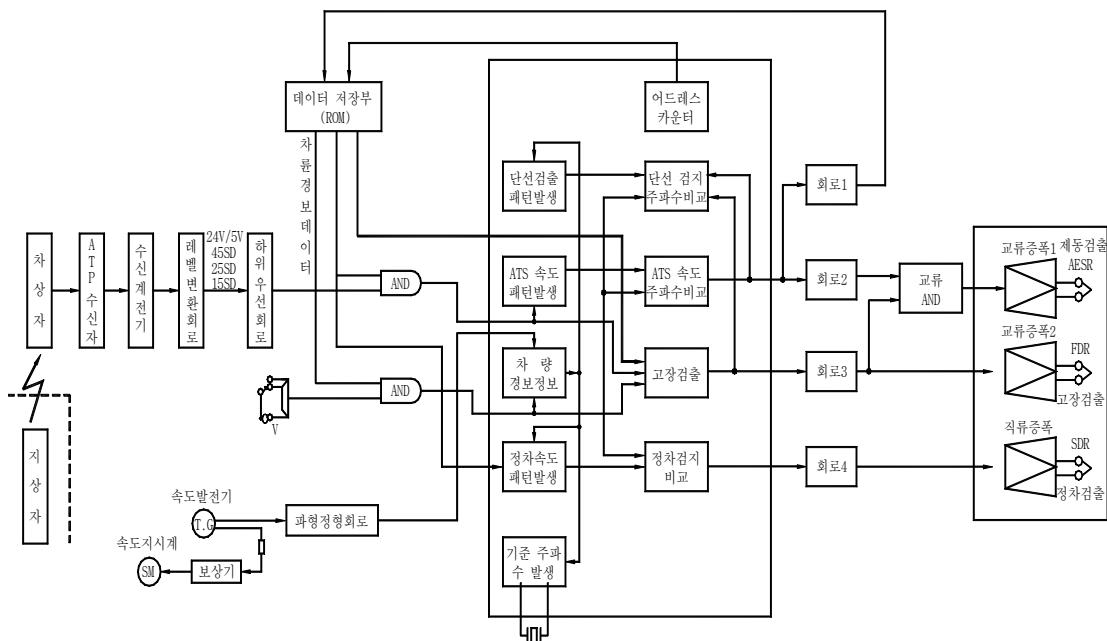 데이터 저장부
(ROM)
어드레스
카운터
차륜경보데이터
단선검출
패턴발생
단선 검지
주파수비교
회로1
차상자
ATP수신자
수신계전기
레벨변환회로
24V/5V
45SD
25SD
15SD
하위우선회로
AND
ATS 속도
패턴발생
ATS 속도
주파수비교
회로2
교류
AND
교류증폭1
제동검출
AESR
차 량
경보정보
고장검출
회로3
교류증폭2
FDR
고장검출
AND
V
지상자
정차속도
패턴발생
정차검지
비교
회로4
직류증폭
SDR
정차검출
속도발전기
T.G
파형정형회로
속도지시계
SM
보상기
기준 주파
수 발생